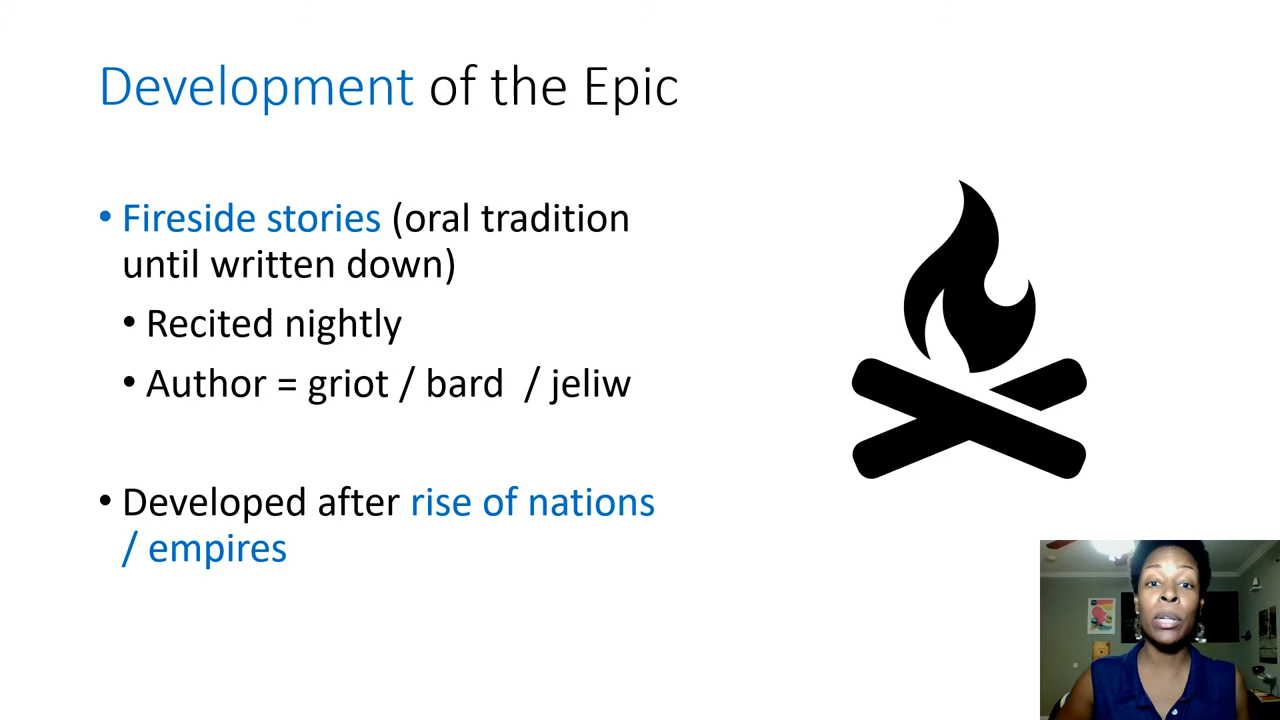 Development of the Epic
• Fireside stories (oral tradition
until written down)
• Recited nightly
• Author = griot / bard / jeliw
• Developed after rise of nations
/ empires